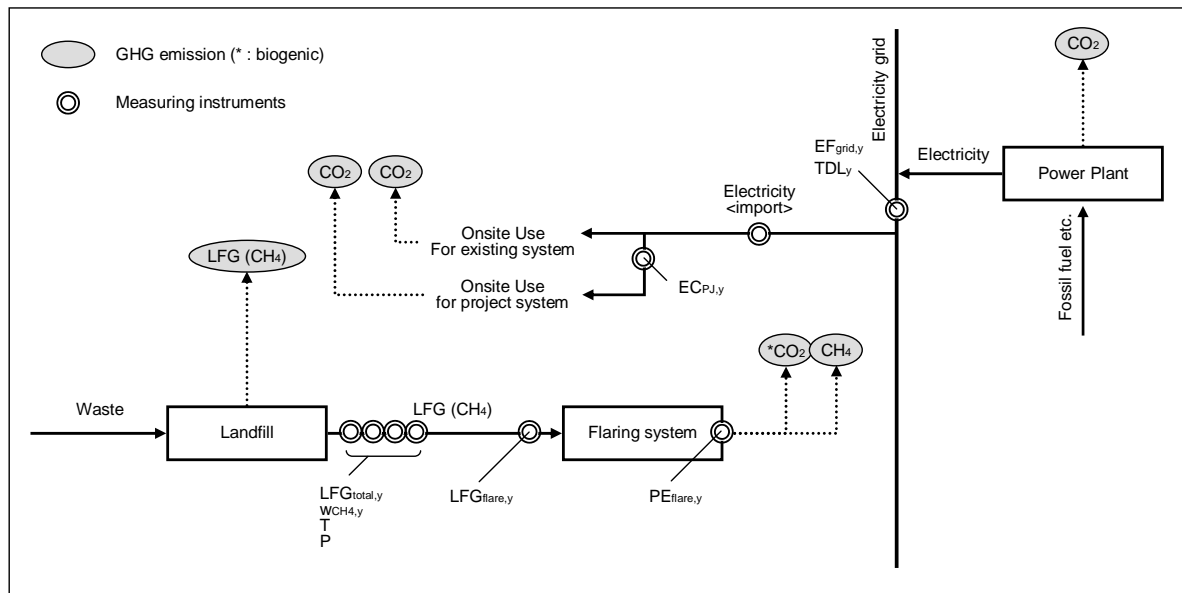 GHG emission (* : biogenic)
Measuring instruments
CO2
CO2
LFG (CH4)
Onsite Use
For existing system
Onsite Use
for project system
Electricity
<import>
ECPJ,y
EFgrid,y
TDLy
Electricity grid
Electricity
CO2
Power Plant
Fossil fuel etc.
*CO2
CH4
Waste
Landfill
LFG (CH4)
Flaring system
LFGtotal,y
wCH4,y
T
P
LFGflare,y
PEflare,y